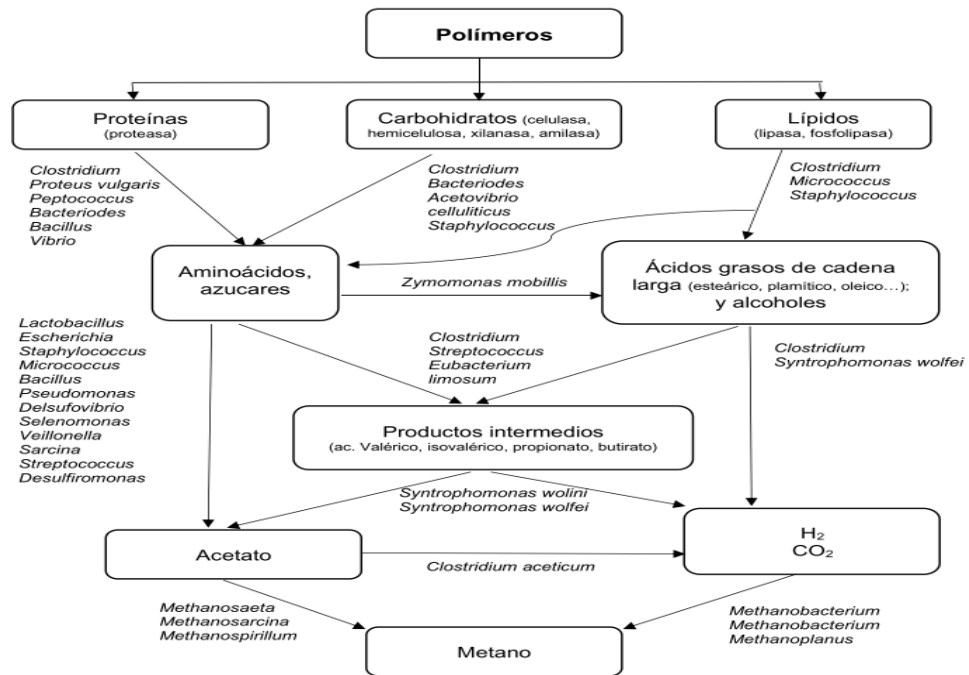 Polímeros
Proteínas
(proteasa)
Carbohidratos (celulasa,
hemicelulosa, xilanasa, amilasa)
Lípidos
(lipasa, fosfolipasa)
Clostridium
Proteus vulgaris
Peptococcus
Bacteriodes
Bacillus
Vibrio
Clostridium
Bacteriodes
Acetovibrio
celluliticus
Staphylococcus
Clostridium
Micrococcus
Staphylococcus
Aminoácidos,
azucares
Zymomonas mobillis
Ácidos grasos de cadena
larga (esteárico, plamítico, oleico...);
y alcoholes
Lactobacillus
Escherichia
Staphylococcus
Micrococcus
Bacillus
Pseudomonas
Delsufovibrio
Selenomonas
Veillonella
Sarcina
Streptococcus
Desulfiromonas
Clostridium
Streptococcus
Eubacterium
limosum
Clostridium
Syntrophomonas wolfei
Productos intermedios
(ac. Valérico, isovalérico, propionato, butirato)
Syntrophomonas wolini
Syntrophomonas wolfei
Acetato
Clostridium aceticum
H₂
CO₂
Methanosaeta
Methanosarcina
Methanospirillum
Methanobacterium
Methanobacterium
Methanoplanus
Metano